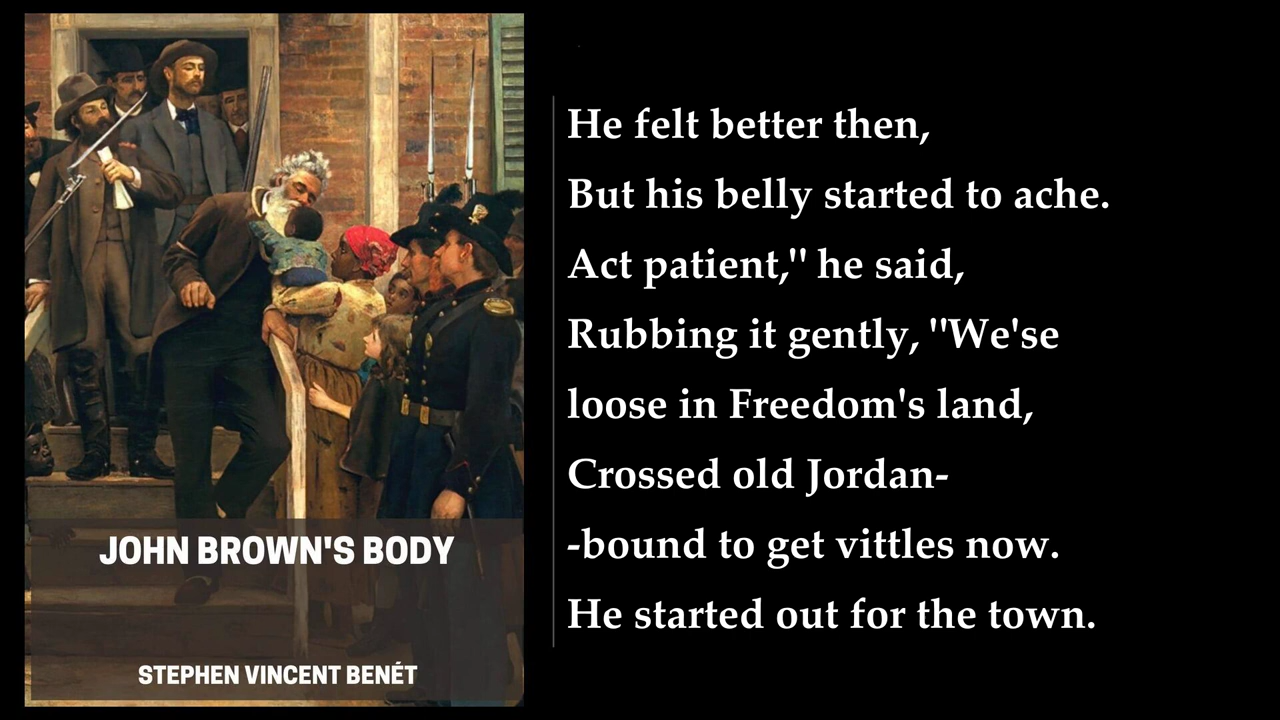 JOHN BROWN'S BODY
STEPHEN VINCENT BENÉT
He felt better then,
But his belly started to ache.
Act patient," he said,
Rubbing it gently, "We'se
loose in Freedom's land,
Crossed old Jordan-
-bound to get vittles now.
He started out for the town.